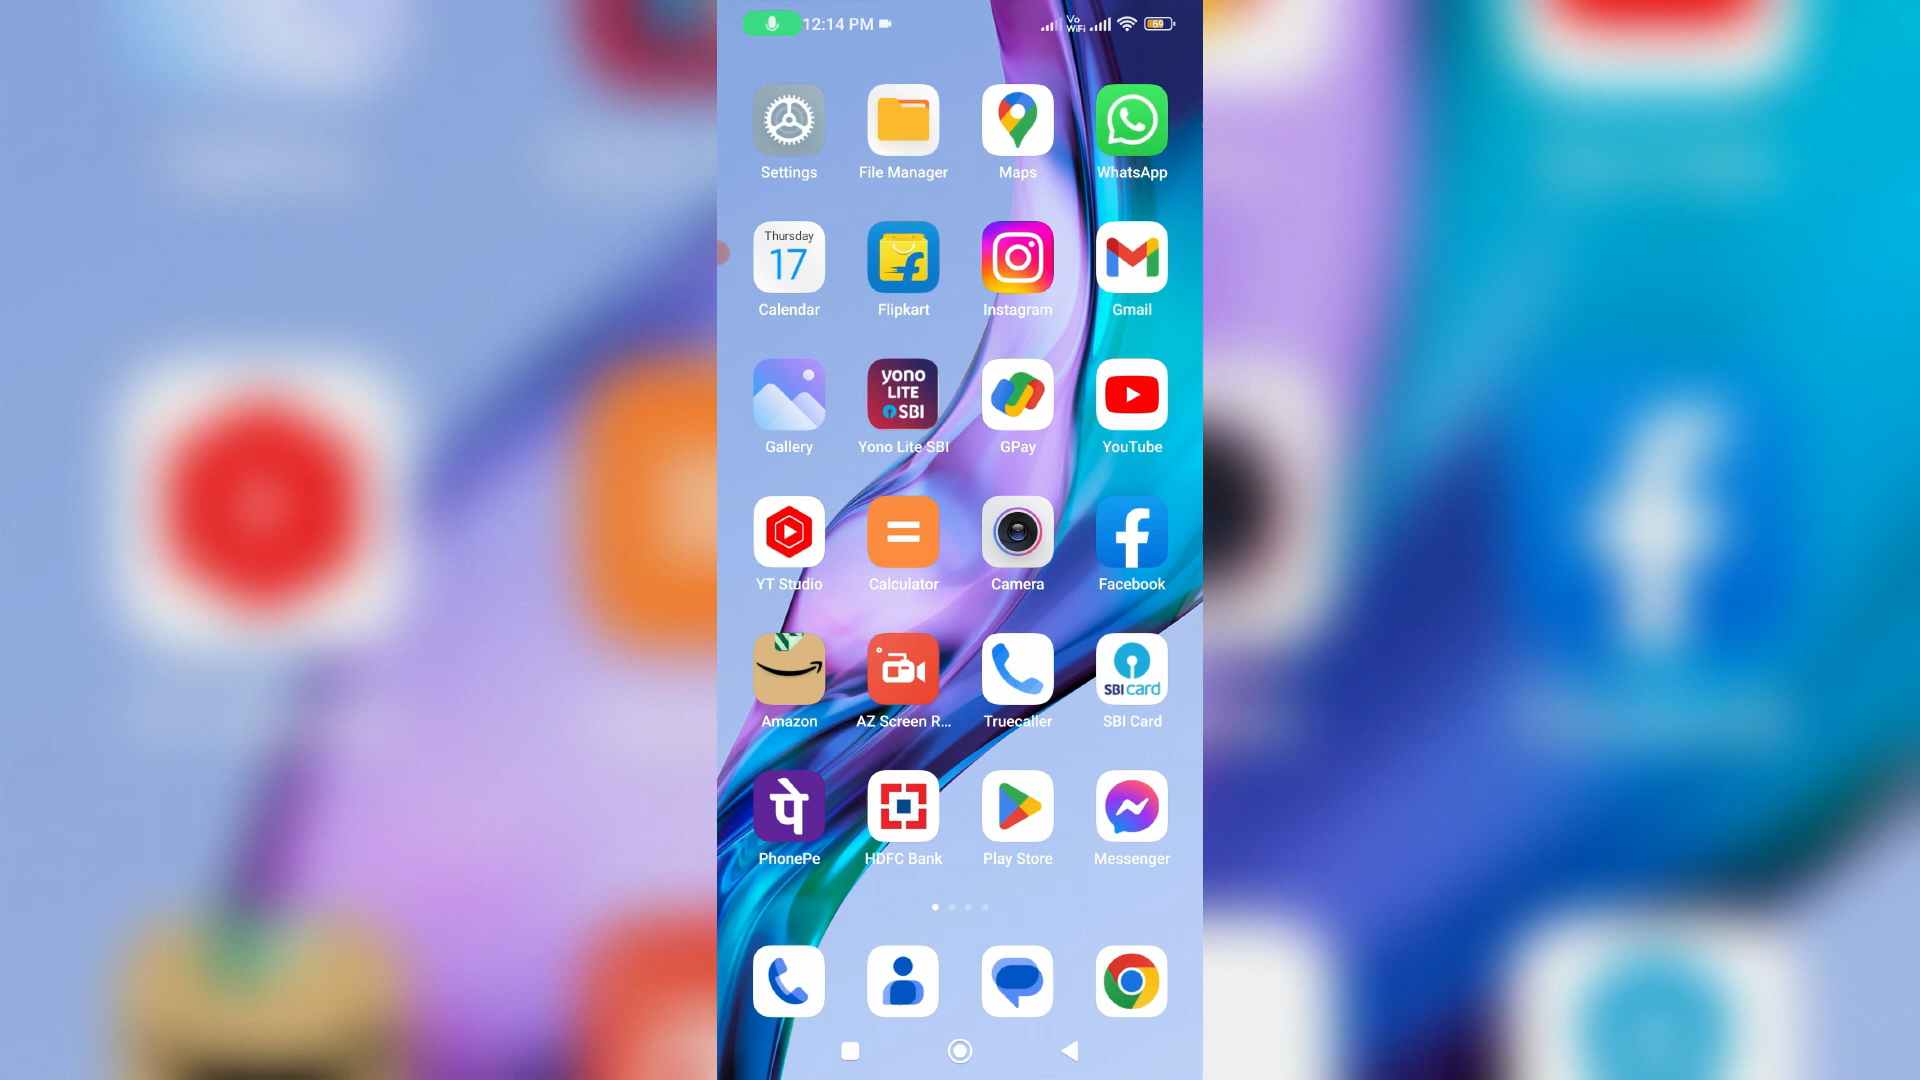 12:14 PM
Vo
WiFi
69
Settings
File Manager
Maps
WhatsApp
Thursday
17
Calendar
Flipkart
Instagram
Gmail
yono
LITE
SBI
Gallery
Yono Lite SBI
GPay
YouTube
YT Studio
Calculator
Camera
Facebook
SBI card
Amazon
AZ Screen R...
Truecaller
SBI Card
पे
PhonePe
HDFC Bank
Play Store
Messenger